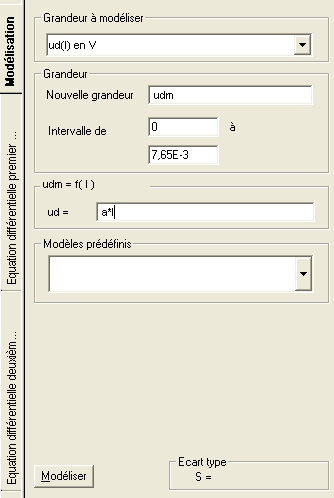 Modélisation
Equation différentielle premier ...
Equation différentielle deuxièm...
Grandeur à modéliser
ud(I) en V
Grandeur
Nouvelle grandeur udm
Intervalle de 0 à
7,65E-3
udm = f( I )
ud = a*I
Modèles prédéfinis
Modéliser
Ecart type
S =